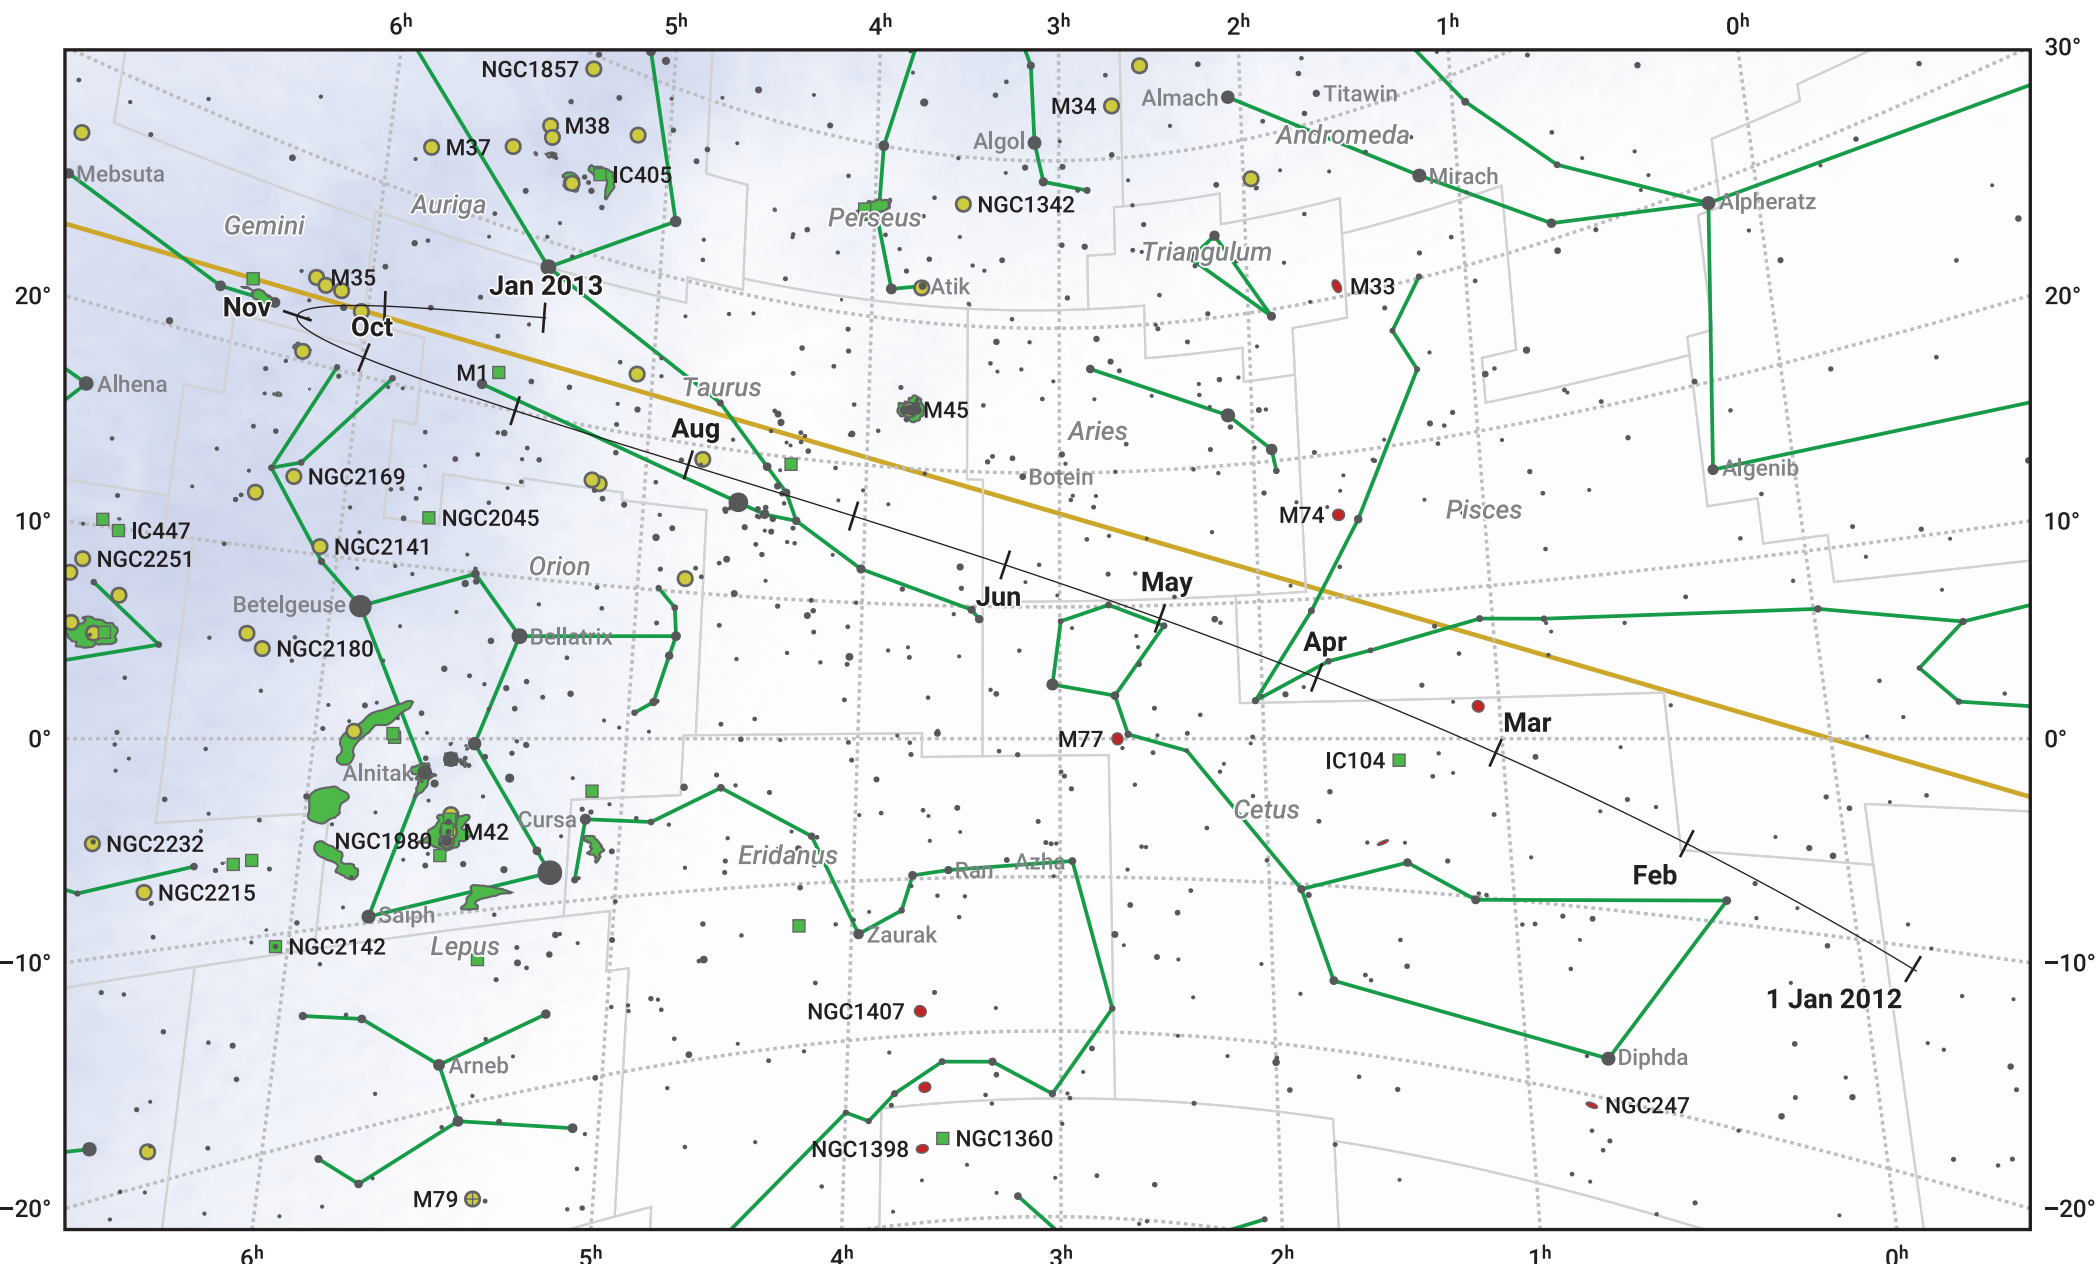 6h 5h 4h 3h 2h 1h 0h
30°
NGC1857
M34
Almach
Titawin
M38
Andromeda
M37
Algol
Mebsuta
IC405
Mirach
Auriga
NGC1342
Alpheratz
Gemini
Perseus
Triangulum
M35
Jan 2013
Atik
M33
20°
20°
Nov
Oct
M1
Alhena
Taurus
M45
Aug
Aries
Botein
Algenib
NGC2169
Pisces
10°
NGC2045
M74
10°
IC447
NGC2141
NGC2251
Orion
May
Jun
Betelgeuse
Bellatrix
Apr
NGC2180
Mar
0°
M77
0°
IC104
Alnitak
Cetus
Cursa
NGC2232
NGC1980
M42
Eridanus
Ran
Azha
Feb
NGC2215
Saiph
Zaurak
NGC2142
Lepus
−10°
−10°
1 Jan 2012
NGC1407
Arneb
Diphda
NGC247
NGC1398
NGC1360
M79
−20°
−20°
6h 5h 4h 3h 2h 1h 0h